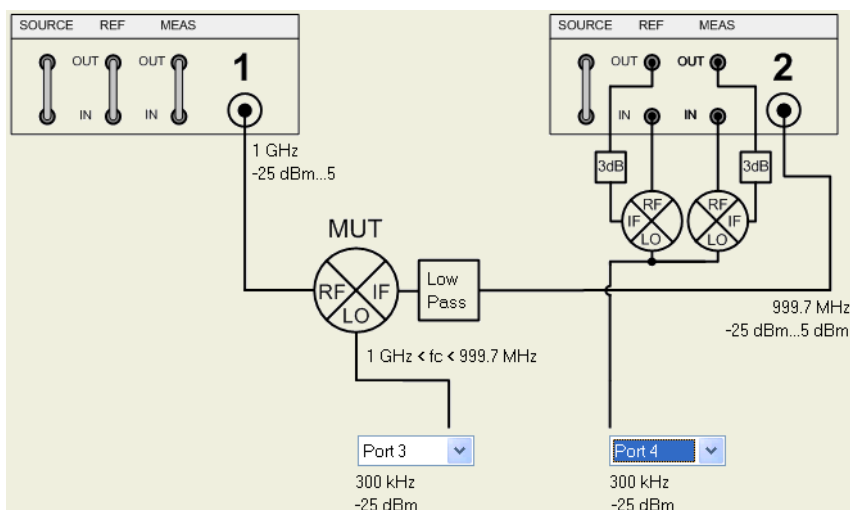 SOURCE REF MEAS
OUT OUT 1
IN IN
1 GHz
-25 dBm...5
SOURCE REF MEAS
OUT OUT 2
IN IN
3dB 3dB
RF RF
IF IF
LO LO
MUT
RF IF
LO
Low
Pass
999.7 MHz
-25 dBm...5 dBm
1 GHz < fc < 999.7 MHz
Port 3
300 kHz
-25 dBm
Port 4
300 kHz
-25 dBm